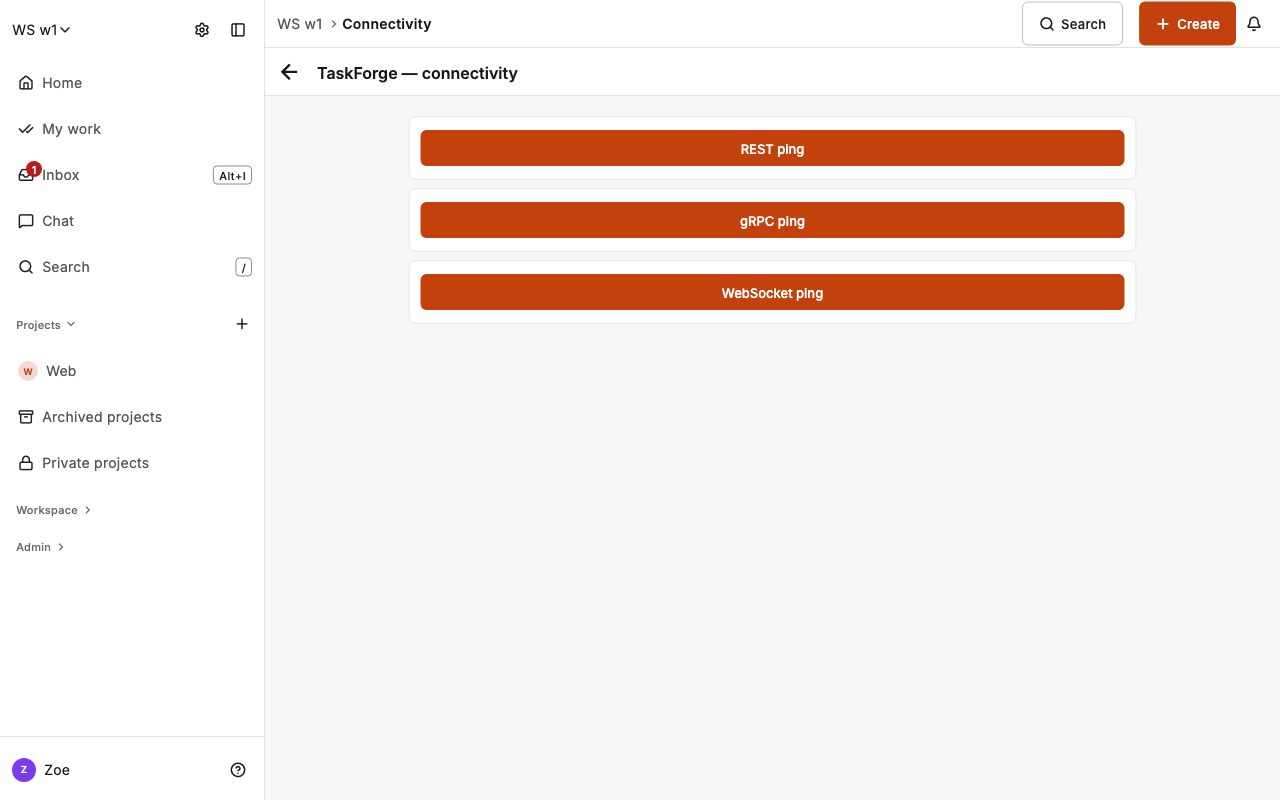 WS w1
Home
My work
1
Inbox
Alt+I
Chat
Search
/
Projects
W
Web
Archived projects
Private projects
Workspace
Admin
Z
Zoe
WS w1 > Connectivity
Search
Create
TaskForge — connectivity
REST ping
gRPC ping
WebSocket ping